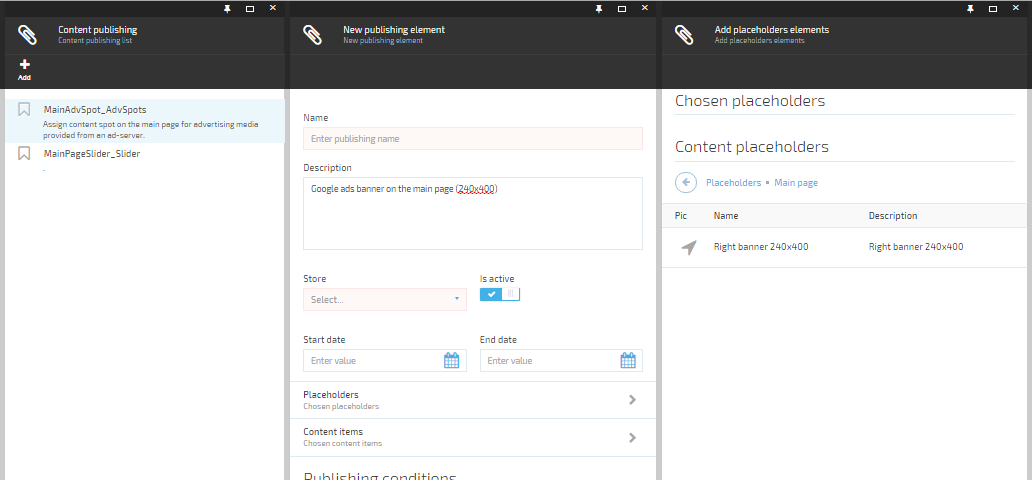 Content publishing
Content publishing list
Add
MainAdvSpot_AdvSpots
Assign content spot on the main page for advertising media
provided from an ad-server.
MainPageSlider_Slider
.
New publishing element
New publishing element
Name
Enter publishing name
Description
Google ads banner on the main page (240x400)
Store
Is active
Select...
Start date
End date
Enter value
Enter value
Placeholders
Chosen placeholders
Content items
Chosen content items
Publishing conditions
Add placeholders elements
Add placeholders elements
Chosen placeholders
Content placeholders
Placeholders Main page
Pic Name Description
Right banner 240x400 Right banner 240x400